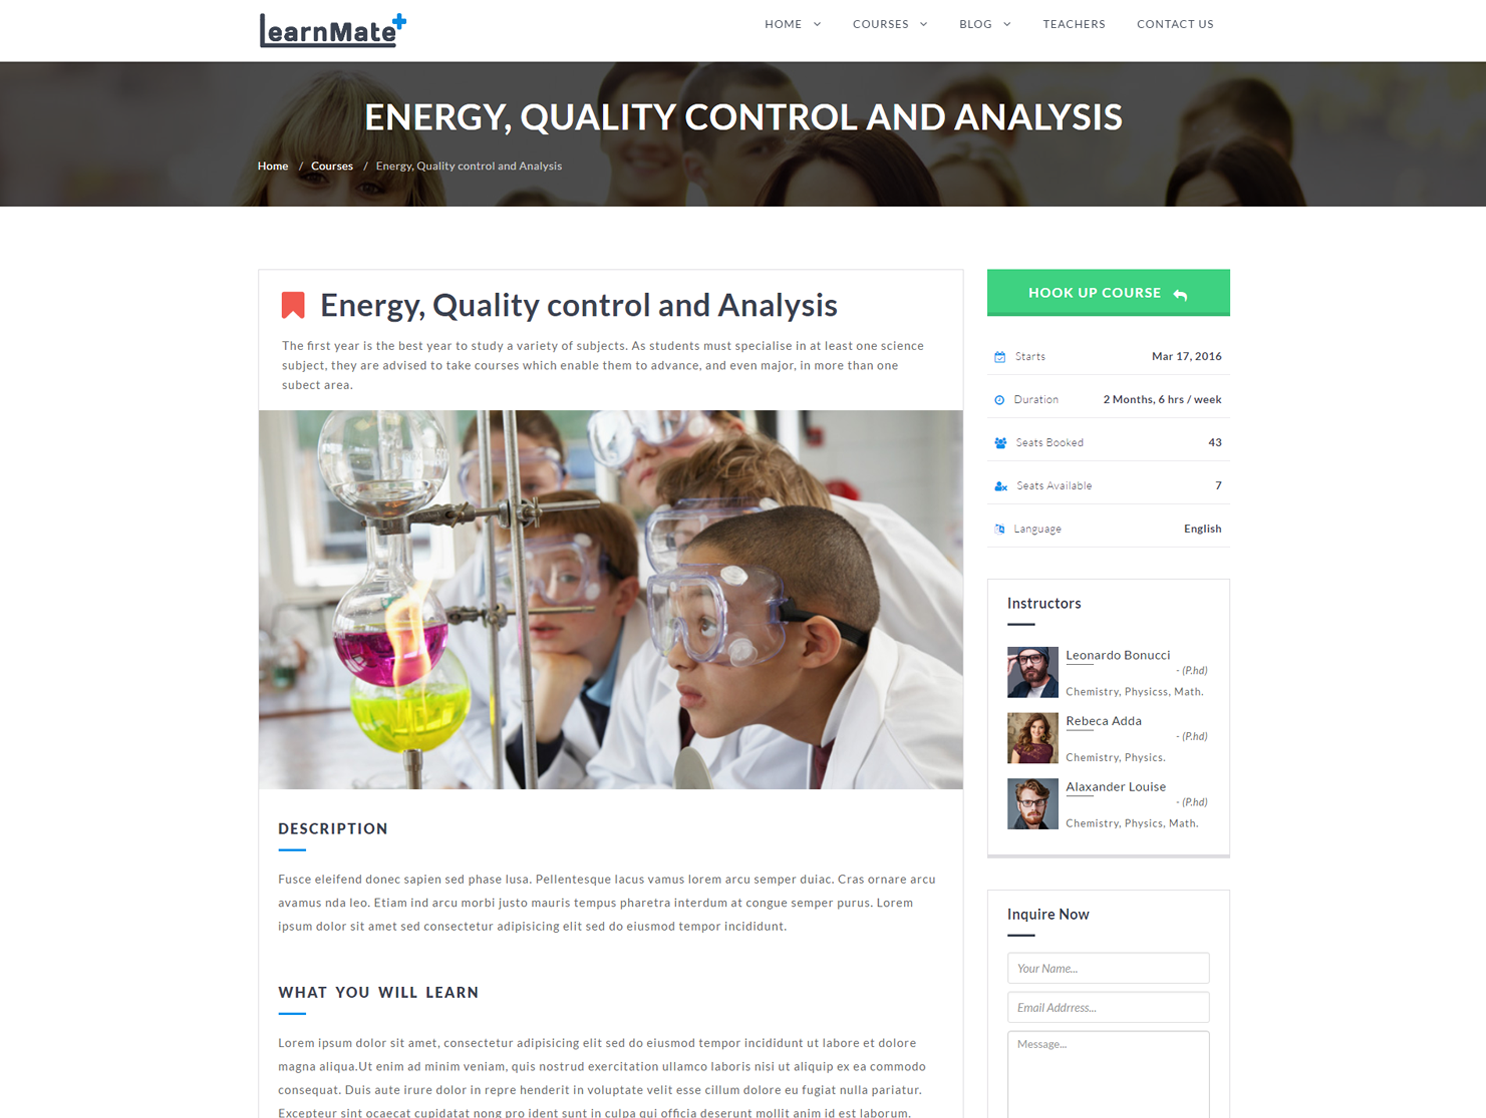 LearnMate+
HOME
COURSES
BLOG
TEACHERS
CONTACT US
ENERGY, QUALITY CONTROL AND ANALYSIS
Home / Courses / Energy, Quality control and Analysis
Energy, Quality control and Analysis
The first year is the best year to study a variety of subjects. As students must specialise in at least one science
subject, they are advised to take courses which enable them to advance, and even major, in more than one
subect area.
DESCRIPTION
Fusce eleifend donec sapien sed phase lusa. Pellentesque lacus vamus lorem arcu semper duiac. Cras ornare arcu
avamus nda leo. Etiam ind arcu morbi justo mauris tempus pharetra interdum at congue semper purus. Lorem
ipsum dolor sit amet sed consectetur adipisicing elit sed do eiusmod tempor incididunt.
WHAT YOU WILL LEARN
Lorem ipsum dolor sit amet, consectetur adipisicing elit sed do eiusmod tempor incididunt ut labore et dolore
magna aliqua.Ut enim ad minim veniam, quis nostrud exercitation ullamco laboris nisi ut aliquip ex ea commodo
consequat. Duis aute irure dolor in repre henderit in voluptate velit esse cillum dolore eu fugiat nulla pariatur.
Excepteur sint ocaecat cupidatat nong pro ident sunt in culpa qui officia deserunt mollit anim id est laborum.
HOOK UP COURSE
Starts Mar 17, 2016
Duration 2 Months, 6 hrs / week
Seats Booked 43
Seats Available 7
Language English
Instructors
Leonardo Bonucci
- (P.hd)
Chemistry, Physicss, Math.
Rebeca Adda
- (P.hd)
Chemistry, Physics.
Alaxander Louise
- (P.hd)
Chemistry, Physics, Math.
Inquire Now
Your Name...
Email Addrress...
Message...